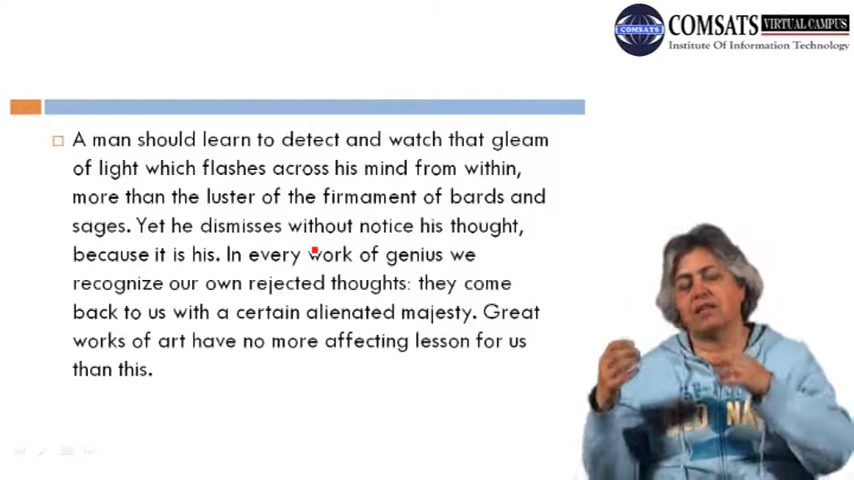 COMSATS
COMSATS VIRTUAL CAMPUS
Institute Of Information Technology
A man should learn to detect and watch that gleam
of light which flashes across his mind from within,
more than the luster of the firmament of bards and
sages. Yet he dismisses without notice his thought,
because it is his. In every work of genius we
recognize our own rejected thoughts: they come
back to us with a certain alienated majesty. Great
works of art have no more affecting lesson for us
than this.